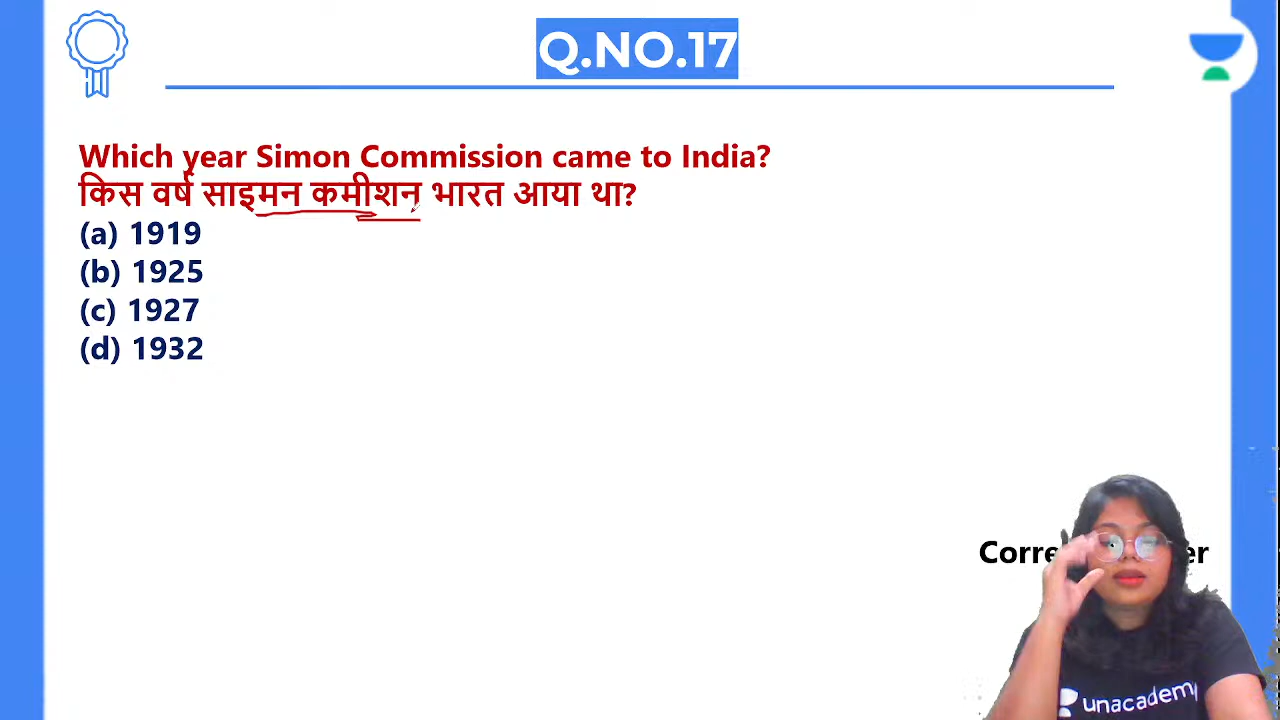 Q.NO.17
Which year Simon Commission came to India?
किस वर्ष साइमन कमीशन भारत आया था?
(a) 1919
(b) 1925
(c) 1927
(d) 1932
unacademy